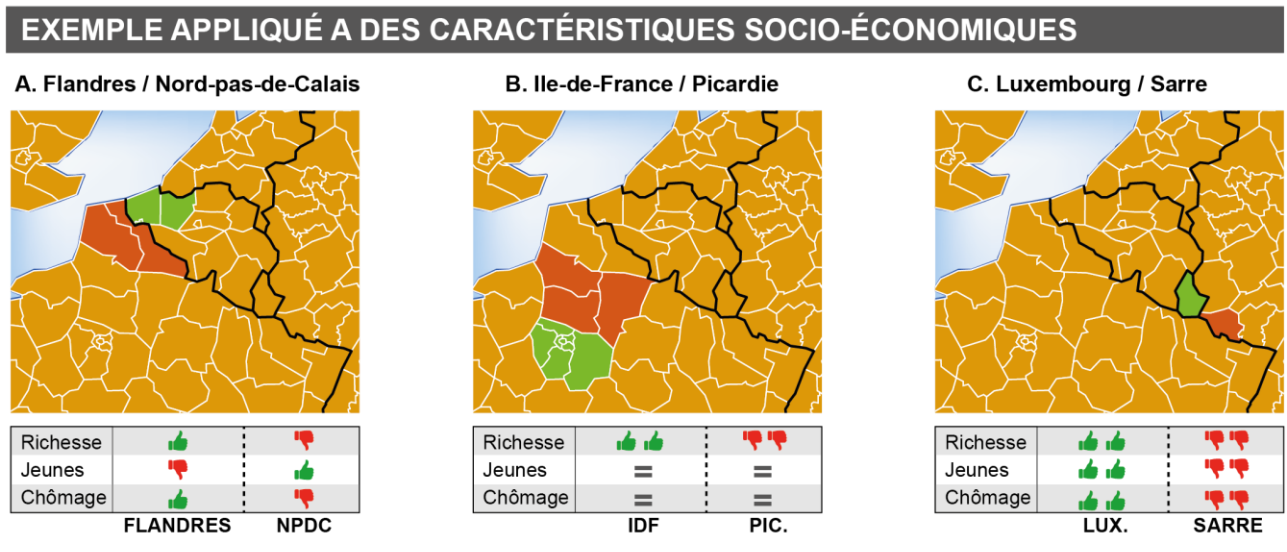 EXEMPLE APPLIQUÉ A DES CARACTÉRISTIQUES SOCIO-ÉCONOMIQUES
A. Flandres / Nord-pas-de-Calais
Richesse
Jeunes
Chômage
FLANDRES NPDC
B. Ile-de-France / Picardie
Richesse
Jeunes = =
Chômage = =
IDF PIC.
C. Luxembourg / Sarre
Richesse
Jeunes
Chômage
LUX. SARRE